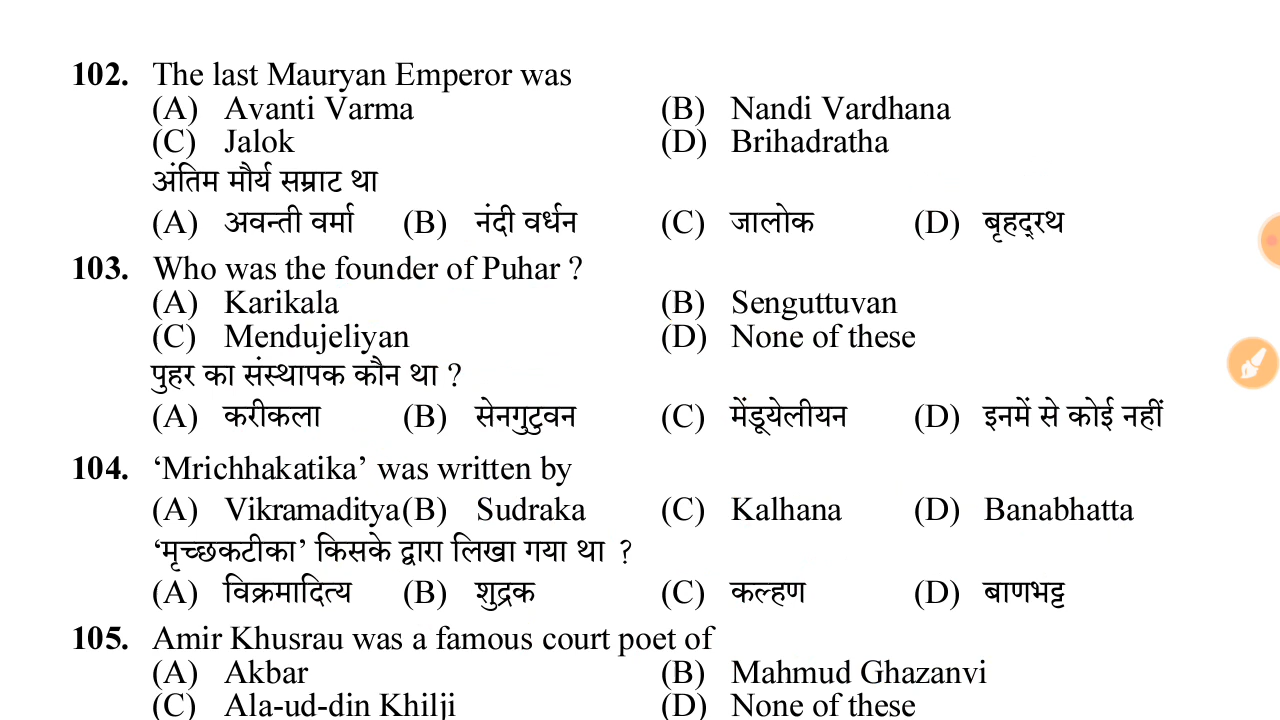 102. The last Mauryan Emperor was
(A) Avanti Varma (B) Nandi Vardhana
(C) Jalok (D) Brihadratha
अंतिम मौर्य सम्राट था
(A) अवन्ती वर्मा (B) नंदी वर्धन (C) जालोक (D) बृहद्रथ
103. Who was the founder of Puhar ?
(A) Karikala (B) Senguttuvan
(C) Mendujeliyan (D) None of these
पुहर का संस्थापक कौन था ?
(A) करीकला (B) सेनगुटुवन (C) मेंडूयेलीयन (D) इनमें से कोई नहीं
104. ‘Mrichhakatika’ was written by
(A) Vikramaditya (B) Sudraka (C) Kalhana (D) Banabhatta
‘मृच्छकटीका’ किसके द्वारा लिखा गया था ?
(A) विक्रमादित्य (B) शुद्रक (C) कल्हण (D) बाणभट्ट
105. Amir Khusrau was a famous court poet of
(A) Akbar (B) Mahmud Ghazanvi
(C) Ala-ud-din Khilji (D) None of these